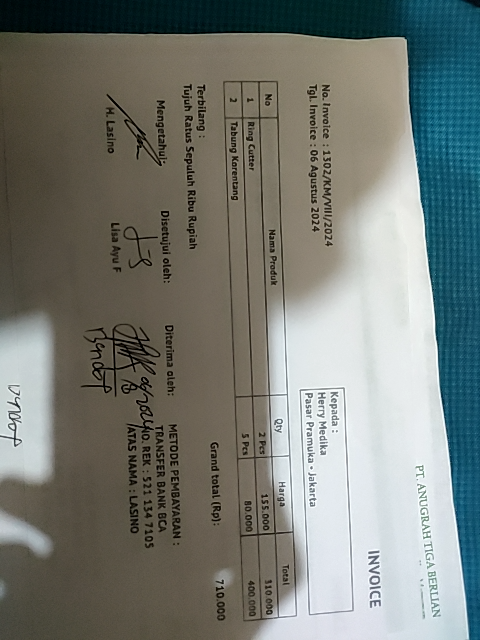 PT. ANUGRAH TIGA BERLIAN
INVOICE
No. Invoice : 1302/KM/VIII/2024
Tgl. Invoice : 06 Agustus 2024
Kepada :
Herry Medika
Pasar Pramuka - Jakarta
No Nama Produk Qty Harga Total
1 Ring Cutter 2 Pcs 155.000 310.000
2 Tabung Karentang 5 Pcs 80.000 400.000
Grand total (Rp): 710.000
Terbilang :
Tujuh Ratus Sepuluh Ribu Rupiah
METODE PEMBAYARAN :
TRANSFER BANK BCA
NO. REK : 521 134 7105
ATAS NAMA : LASINO
Mengetahui: Disetujui oleh: Diterima oleh:
H. Lasino Lisa Ayu F